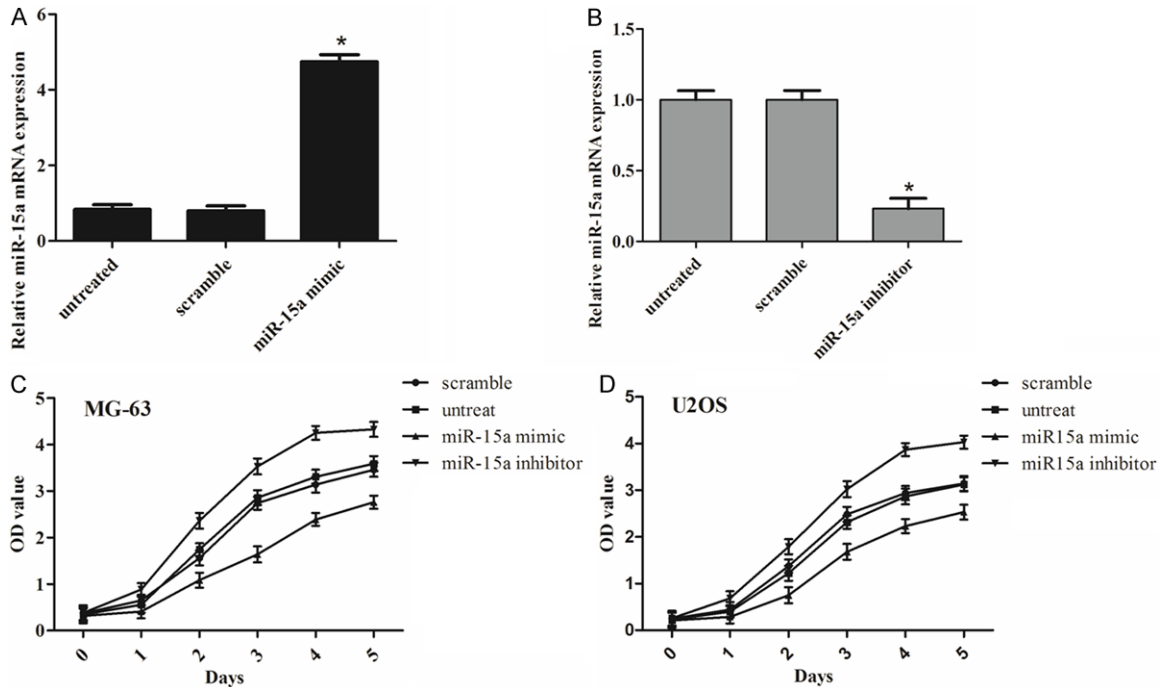 A
Relative miR-15a mRNA expression
6
4
2
0
*
untreated
scramble
miR-15a mimic
B
Relative miR-15a mRNA expression
1.5
1.0
0.5
0.0
*
untreated
scramble
miR-15a inhibitor
C
MG-63
OD value
5
4
3
2
1
0
0 1 2 3 4 5
Days
scramble
untreat
miR-15a mimic
miR-15a inhibitor
D
U2OS
OD value
5
4
3
2
1
0
0 1 2 3 4 5
Days
scramble
untreat
miR15a mimic
miR15a inhibitor